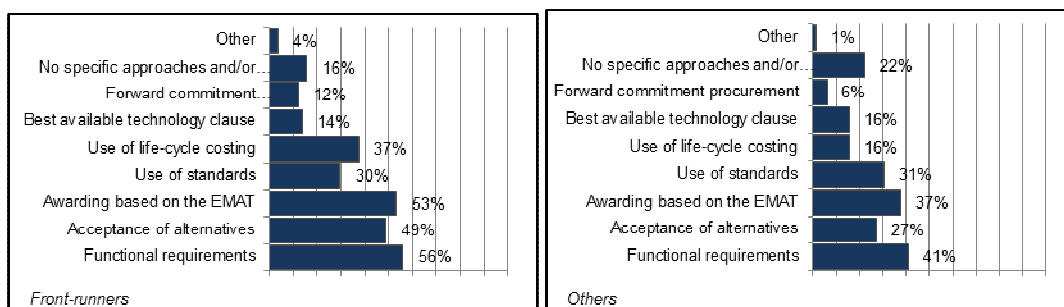 Other 4%
No specific approaches and/or... 16%
Forward commitment... 12%
Best available technology clause 14%
Use of life-cycle costing 37%
Use of standards 30%
Awarding based on the EMAT 53%
Acceptance of alternatives 49%
Functional requirements 56%
Front-runners
Other 1%
No specific approaches and/or... 22%
Forward commitment procurement 6%
Best available technology clause 16%
Use of life-cycle costing 16%
Use of standards 31%
Awarding based on the EMAT 37%
Acceptance of alternatives 27%
Functional requirements 41%
Others